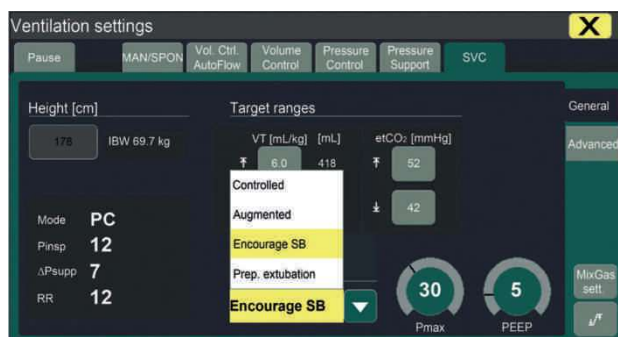 Ventilation settings
X
Pause
MAN/SPON
Vol. Ctrl. AutoFlow
Volume Control
Pressure Control
Pressure Support
SVC
Height [cm]
176
IBW 69.7 kg
Target ranges
VT [mL/kg] [mL] etCO₂ [mmHg]
6.0 418 52
42
Controlled
Augmented
Encourage SB
Prep. extubation
Encourage SB
Mode PC
Pinsp 12
ΔPsupp 7
RR 12
30
Pmax
5
PEEP
General
Advanced
MixGas sett.